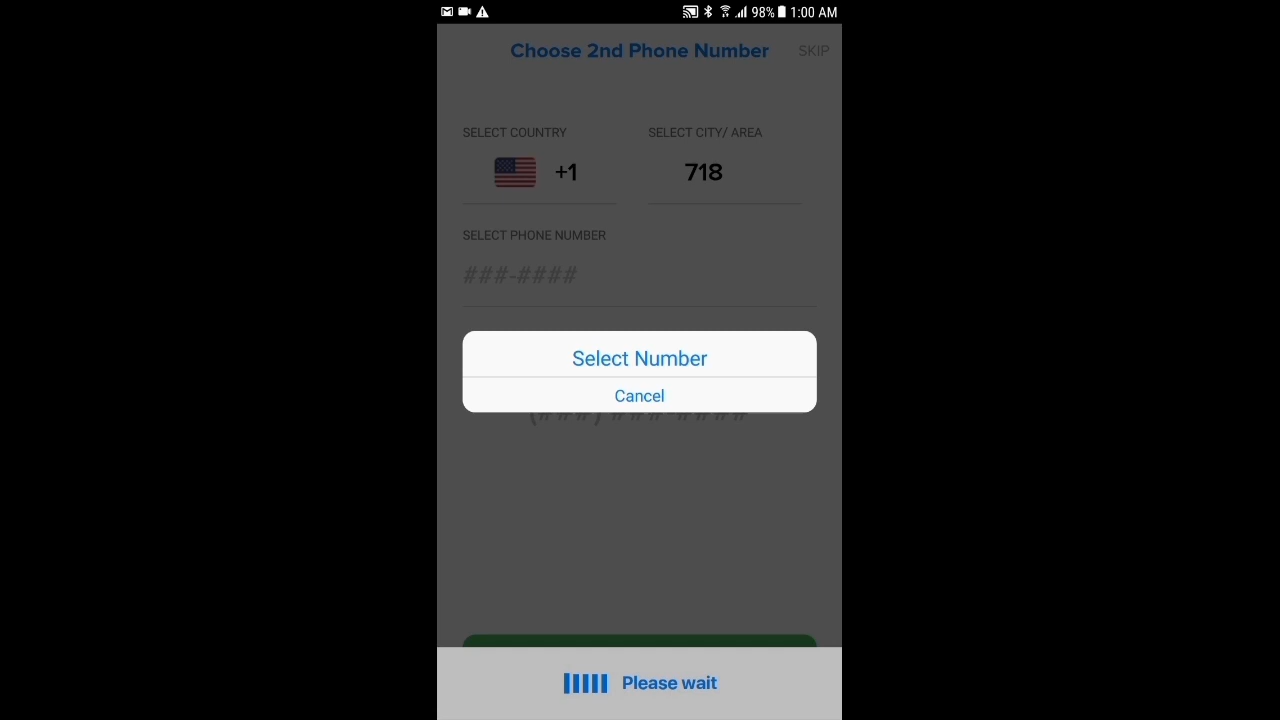 98% 1:00 AM
Choose 2nd Phone Number SKIP
SELECT COUNTRY SELECT CITY/ AREA
+1 718
SELECT PHONE NUMBER
###-####
Select Number
Cancel
(###) ###-####
Please wait